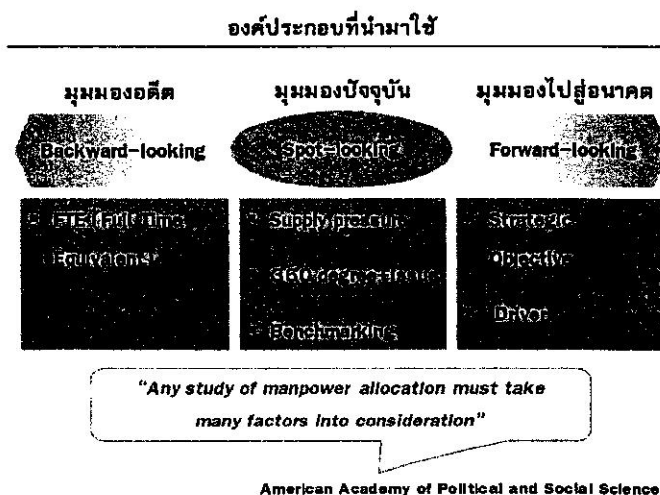 องค์ประกอบที่นำมาใช้
มุมมองอดีต
มุมมองปัจจุบัน
มุมมองไปสู่อนาคต
Backward-looking
Spot-looking
Forward-looking
FTE (Full Time
Equivalent
Supply pressure
360 degree
Benchmarking
Strategic
Objective
Driven
"Any study of manpower allocation must take
many factors into consideration"
American Academy of Political and Social Science